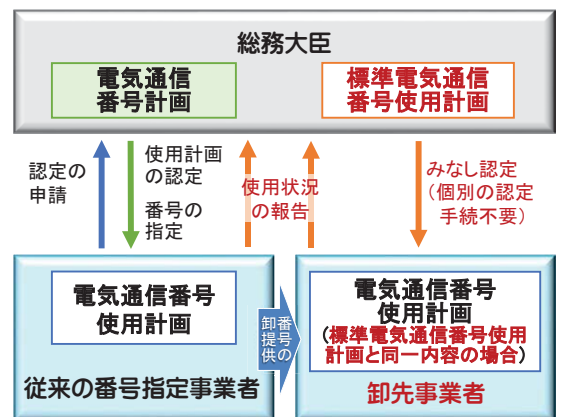 総務大臣
電気通信
番号計画
標準電気通信
番号使用計画
認定の
申請
使用計画
の認定
番号の
指定
使用状況
の報告
みなし認定
（個別の認定
手続不要）
電気通信番号
使用計画
従来の番号指定事業者
番号の
卸提供
電気通信番号
使用計画
（標準電気通信番号使用
計画と同一内容の場合）
卸先事業者